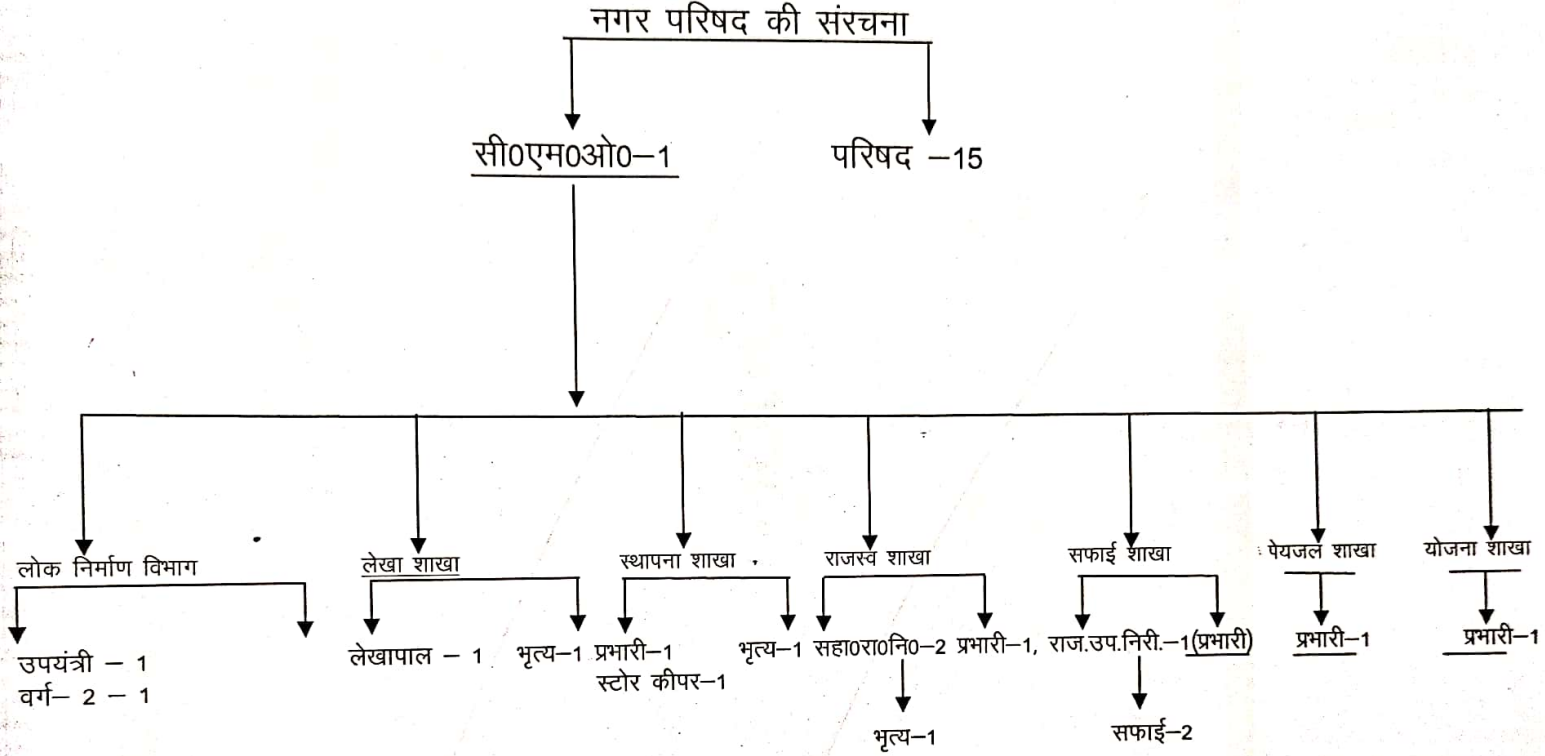 नगर परिषद की संरचना
सी0एम0ओ0–1
परिषद –15
लोक निर्माण विभाग
लेखा शाखा
स्थापना शाखा .
राजस्व शाखा
सफाई शाखा
पेयजल शाखा
योजना शाखा
उपयंत्री – 1
वर्ग– 2 – 1
लेखापाल – 1
भृत्य–1
प्रभारी–1
स्टोर कीपर–1
भृत्य–1
सहा0रा0नि0–2
प्रभारी–1,
राज.उप.निरी.–1(प्रभारी)
प्रभारी–1
प्रभारी–1
भृत्य–1
सफाई–2